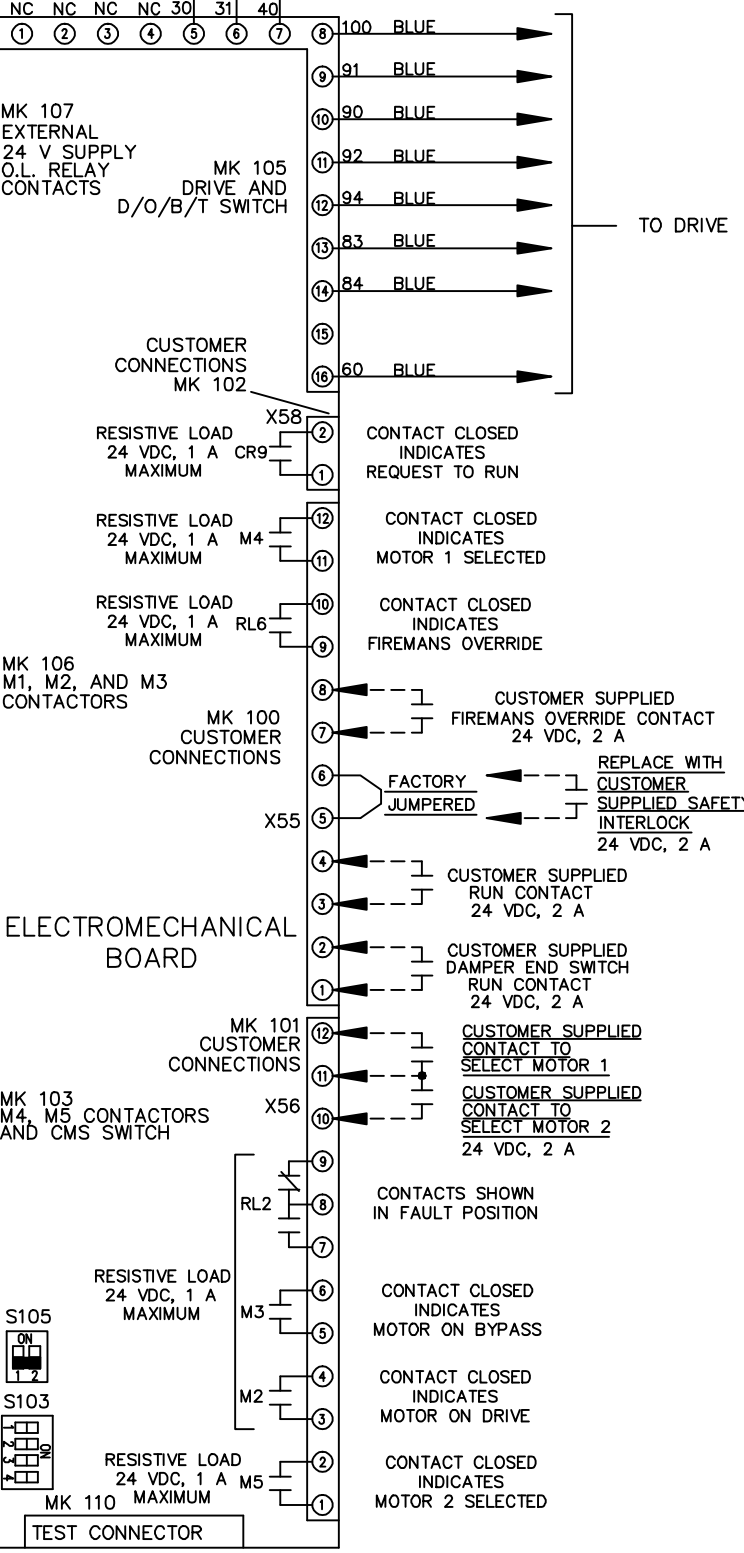 NC NC NC NC 30 31 40
1 2 3 4 5 6 7 8 100 BLUE
9 91 BLUE
10 90 BLUE
11 92 BLUE
12 94 BLUE
13 83 BLUE
14 84 BLUE
15
16 60 BLUE
TO DRIVE
MK 107
EXTERNAL
24 V SUPPLY
O.L. RELAY
CONTACTS
MK 105
DRIVE AND
D/O/B/T SWITCH
CUSTOMER
CONNECTIONS
MK 102
X58
RESISTIVE LOAD
24 VDC, 1 A
MAXIMUM
CR9
2
1
CONTACT CLOSED
INDICATES
REQUEST TO RUN
RESISTIVE LOAD
24 VDC, 1 A
MAXIMUM
M4
12
11
CONTACT CLOSED
INDICATES
MOTOR 1 SELECTED
RESISTIVE LOAD
24 VDC, 1 A
MAXIMUM
RL6
10
9
CONTACT CLOSED
INDICATES
FIREMANS OVERRIDE
MK 106
M1, M2, AND M3
CONTACTORS
MK 100
CUSTOMER
CONNECTIONS
8
7
CUSTOMER SUPPLIED
FIREMANS OVERRIDE CONTACT
24 VDC, 2 A
X55
6
5
FACTORY
JUMPERED
REPLACE WITH
CUSTOMER
SUPPLIED SAFETY
INTERLOCK
24 VDC, 2 A
4
3
CUSTOMER SUPPLIED
RUN CONTACT
24 VDC, 2 A
ELECTROMECHANICAL
BOARD
2
1
CUSTOMER SUPPLIED
DAMPER END SWITCH
RUN CONTACT
24 VDC, 2 A
MK 101
CUSTOMER
CONNECTIONS
X56
12
11
10
CUSTOMER SUPPLIED
CONTACT TO
SELECT MOTOR 1
CUSTOMER SUPPLIED
CONTACT TO
SELECT MOTOR 2
24 VDC, 2 A
MK 103
M4, M5 CONTACTORS
AND CMS SWITCH
RL2
9
8
7
CONTACTS SHOWN
IN FAULT POSITION
RESISTIVE LOAD
24 VDC, 1 A
MAXIMUM
M3
6
5
CONTACT CLOSED
INDICATES
MOTOR ON BYPASS
M2
4
3
CONTACT CLOSED
INDICATES
MOTOR ON DRIVE
S105
ON
1 2
S103
1
2
3
4
ON
RESISTIVE LOAD
24 VDC, 1 A
MAXIMUM
M5
2
1
CONTACT CLOSED
INDICATES
MOTOR 2 SELECTED
MK 110
TEST CONNECTOR